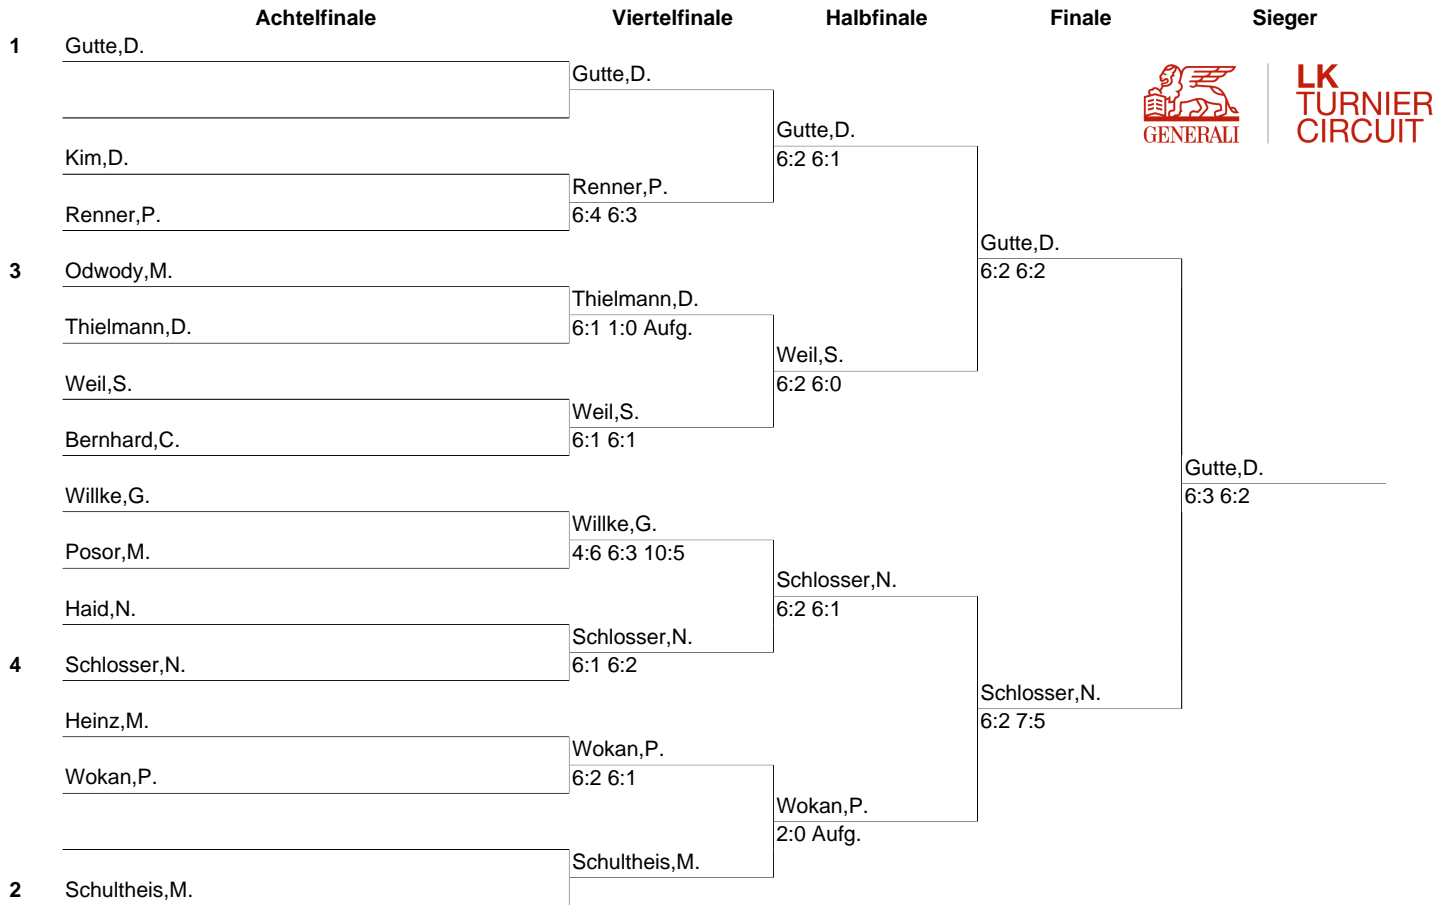 Achtelfinale Viertelfinale Halbfinale Finale Sieger
1 Gutte,D.
Gutte,D.
GENERALI
LK
TURNIER
CIRCUIT
Gutte,D.
Kim,D.
6:2 6:1
Renner,P.
Renner,P.
6:4 6:3
Gutte,D.
3 Odwody,M.
6:2 6:2
Thielmann,D.
Thielmann,D.
6:1 1:0 Aufg.
Weil,S.
Weil,S.
6:2 6:0
Weil,S.
Bernhard,C.
6:1 6:1
Gutte,D.
Willke,G.
6:3 6:2
Willke,G.
Posor,M.
4:6 6:3 10:5
Schlosser,N.
Haid,N.
6:2 6:1
Schlosser,N.
4 Schlosser,N.
6:1 6:2
Schlosser,N.
Heinz,M.
6:2 7:5
Wokan,P.
Wokan,P.
6:2 6:1
Wokan,P.
2:0 Aufg.
Schultheis,M.
2 Schultheis,M.